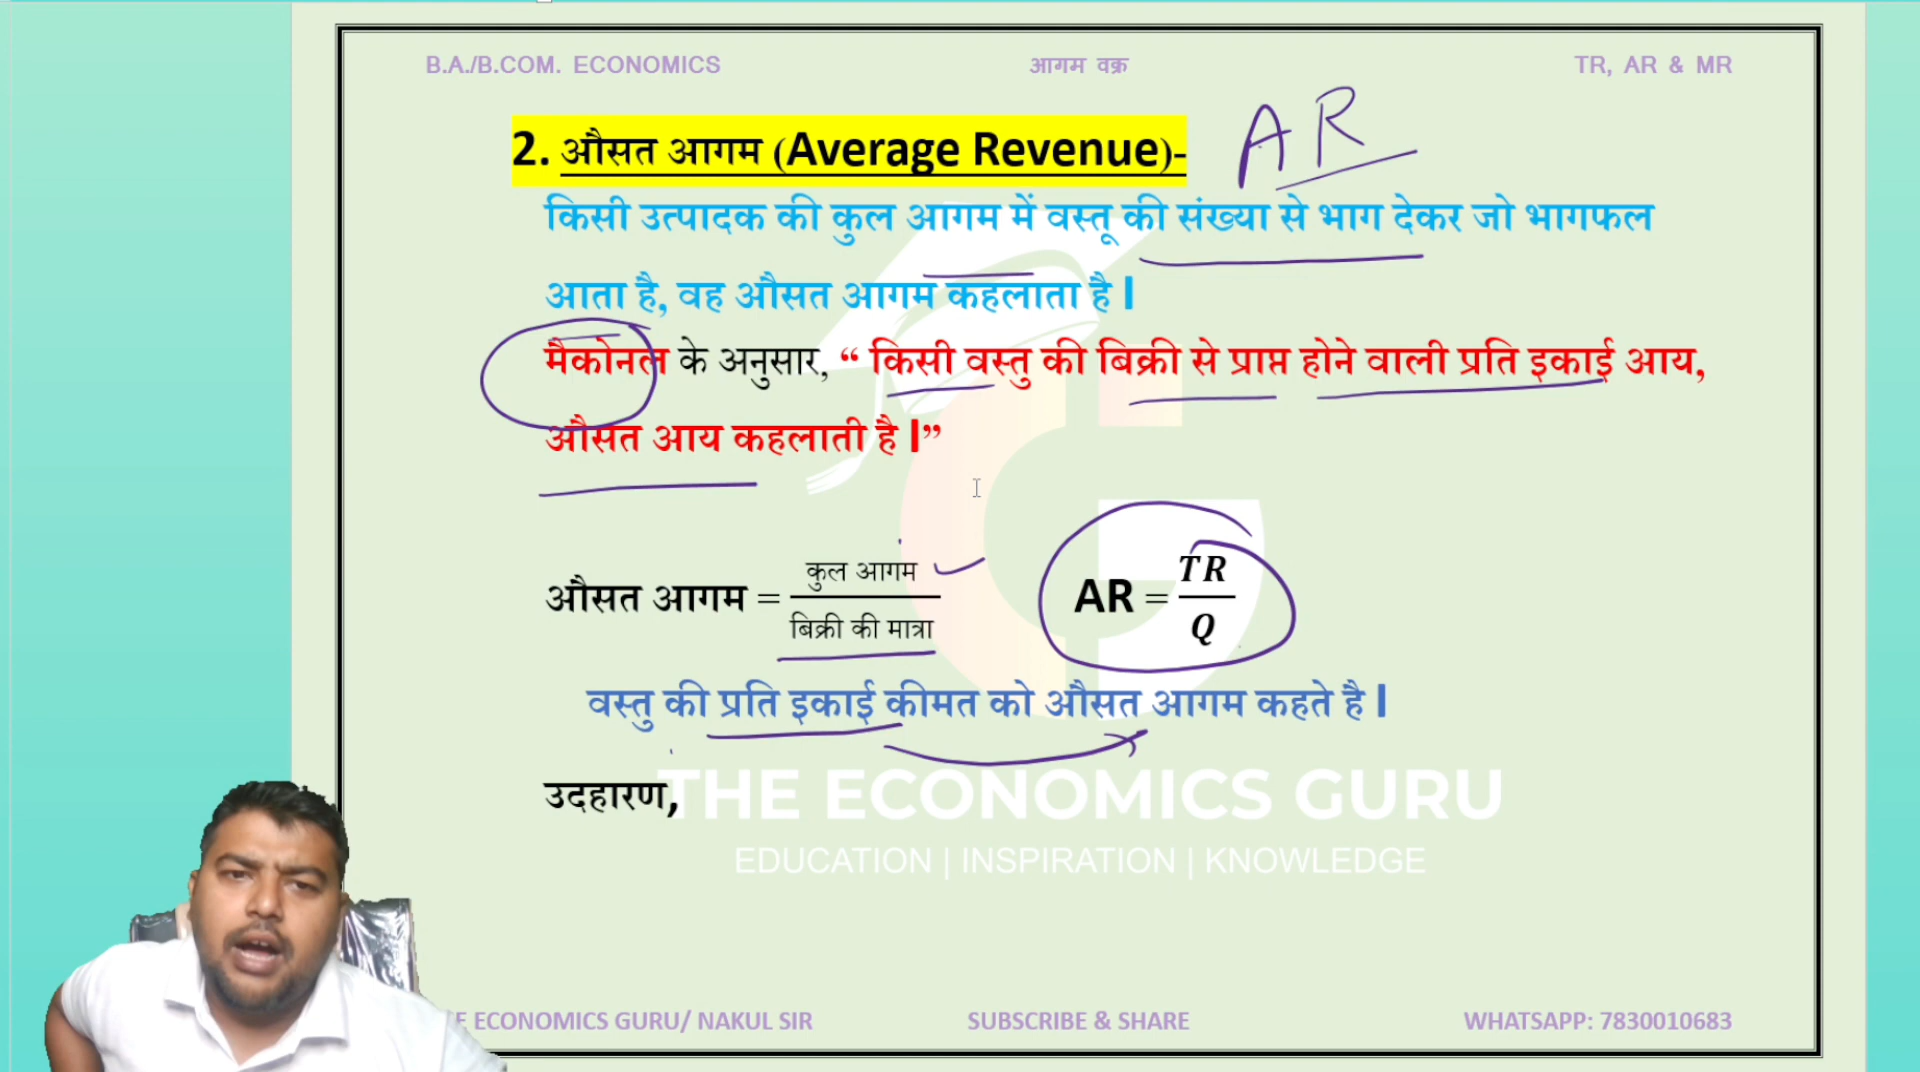 B.A./B.COM. ECONOMICS आगम वक्र TR, AR & MR
2. औसत आगम (Average Revenue)- AR
किसी उत्पादक की कुल आगम में वस्तू की संख्या से भाग देकर जो भागफल
आता है, वह औसत आगम कहलाता है।
मैकोनल के अनुसार, “ किसी वस्तु की बिक्री से प्राप्त होने वाली प्रति इकाई आय,
औसत आय कहलाती है।”
औसत आगम = कुल आगम / बिक्री की मात्रा AR = TR / Q
वस्तु की प्रति इकाई कीमत को औसत आगम कहते है।
उदहारण,
THE ECONOMICS GURU
EDUCATION | INSPIRATION | KNOWLEDGE
E ECONOMICS GURU/ NAKUL SIR SUBSCRIBE & SHARE WHATSAPP: 7830010683